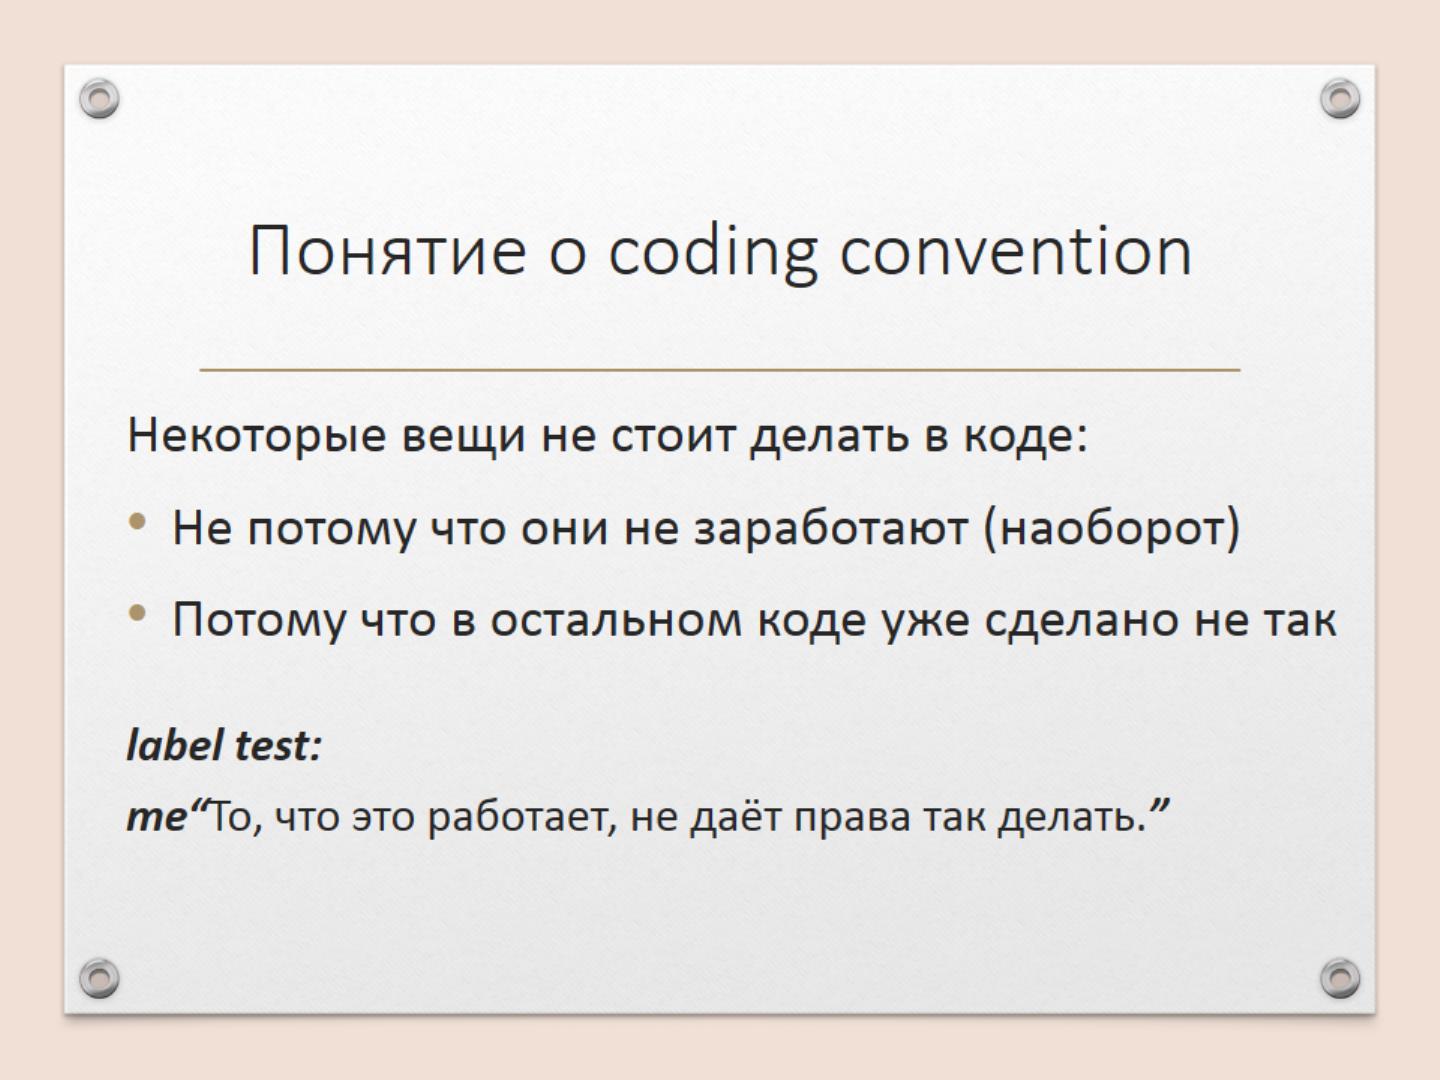 Понятие о coding convention
Некоторые вещи не стоит делать в коде:
• Не потому что они не заработают (наоборот)
• Потому что в остальном коде уже сделано не так
label test:
me“То, что это работает, не даёт права так делать.”